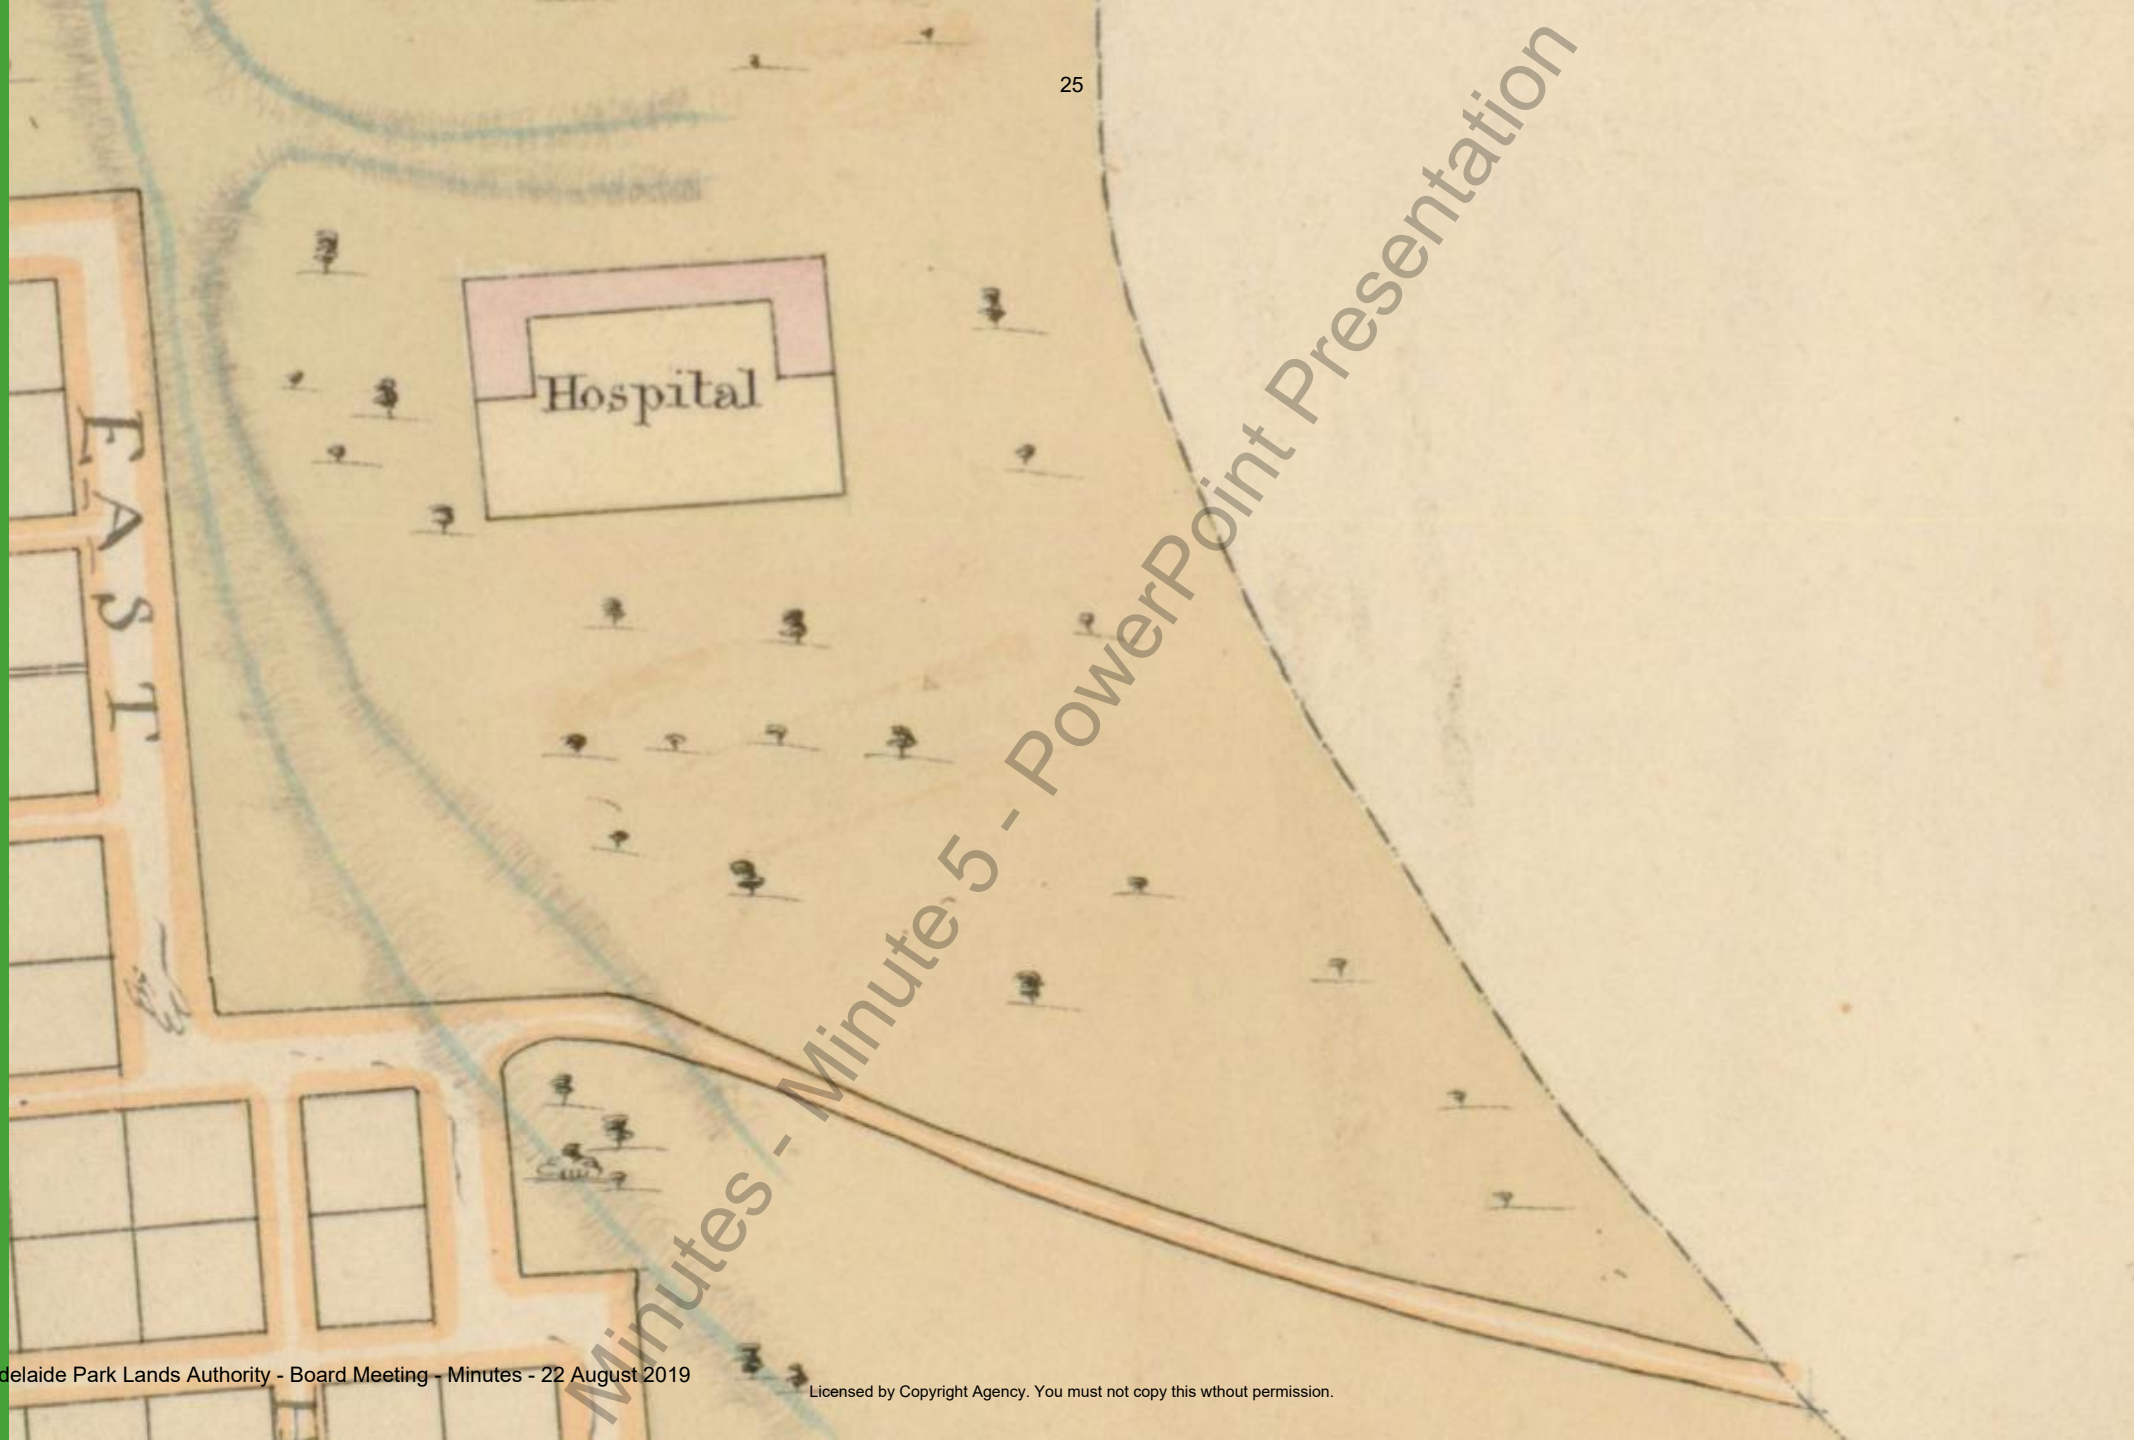 25
Hospital
EAST
Minutes - Minute 5 - PowerPoint Presentation
delaide Park Lands Authority - Board Meeting - Minutes - 22 August 2019
Licensed by Copyright Agency. You must not copy this wthout permission.